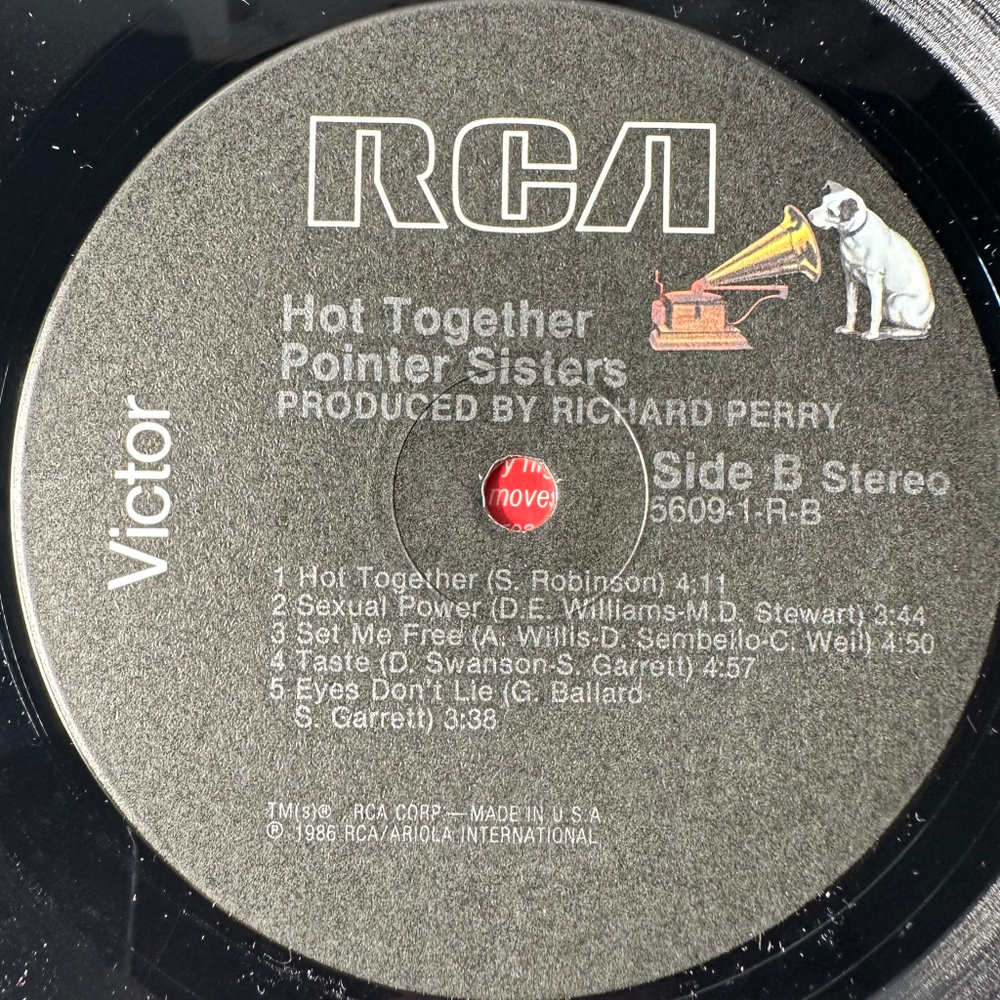 RCA
Hot Together
Pointer Sisters
PRODUCED BY RICHARD PERRY
Victor
Side B Stereo
5609-1-R-B
moves
1 Hot Together (S. Robinson) 4:11
2 Sexual Power (D.E. Williams-M.D. Stewart) 3:44
3 Set Me Free (A. Willis-D. Sembello-C. Weil) 4:50
4 Taste (D. Swanson-S. Garrett) 4:57
5 Eyes Don't Lie (G. Ballard-
S. Garrett) 3:38
TM(s)® RCA CORP.—MADE IN U.S.A.
℗ 1986 RCA/ARIOLA INTERNATIONAL